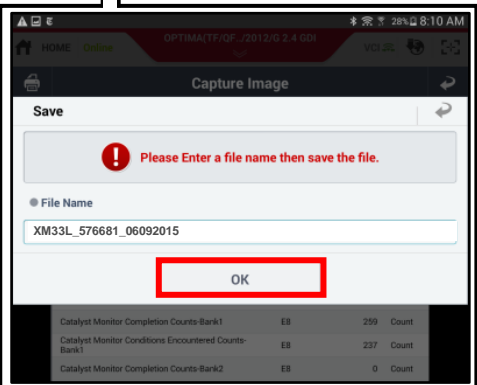 28% 8:10 AM
OPTIMA(TF/QF../2012/G 2.4 GDI
HOME Online
Capture Image
Save
Please Enter a file name then save the file.
File Name
XM33L_576681_06092015
OK
Catalyst Monitor Completion Counts-Bank1 E8 259 Count
Catalyst Monitor Conditions Encountered Counts-
Bank1 E8 237 Count
Catalyst Monitor Completion Counts-Bank2 E8 0 Count